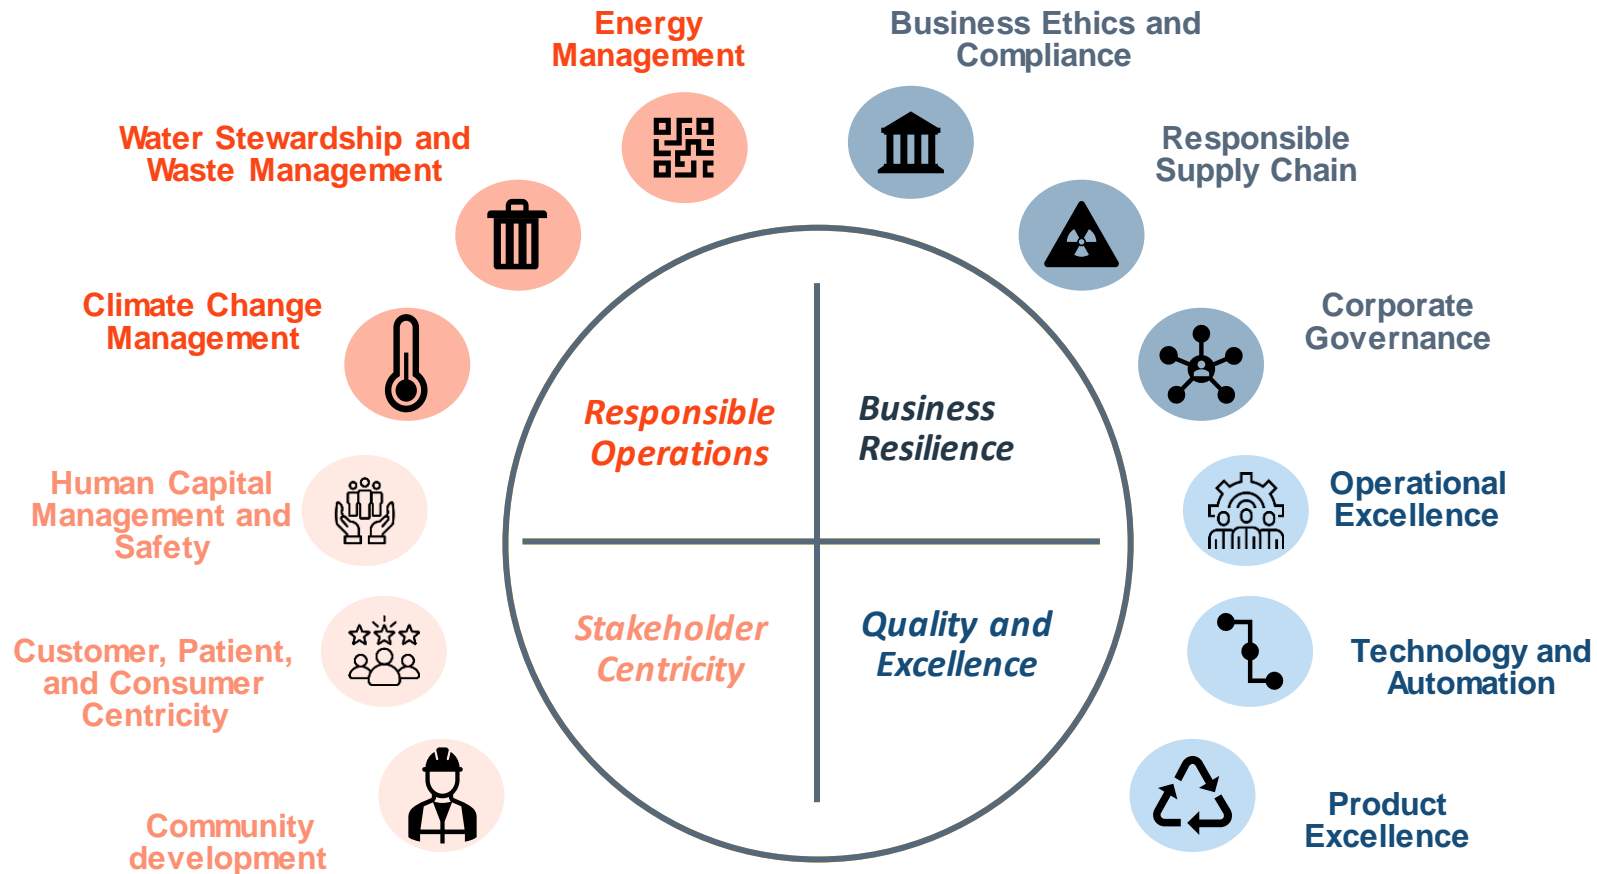 Energy
Management
Business Ethics and
Compliance
Water Stewardship and
Waste Management
Responsible
Supply Chain
Climate Change
Management
Corporate
Governance
Responsible
Operations
Business
Resilience
Human Capital
Management and
Safety
Operational
Excellence
Stakeholder
Centricity
Quality and
Excellence
Customer, Patient,
and Consumer
Centricity
Technology and
Automation
Community
development
Product
Excellence